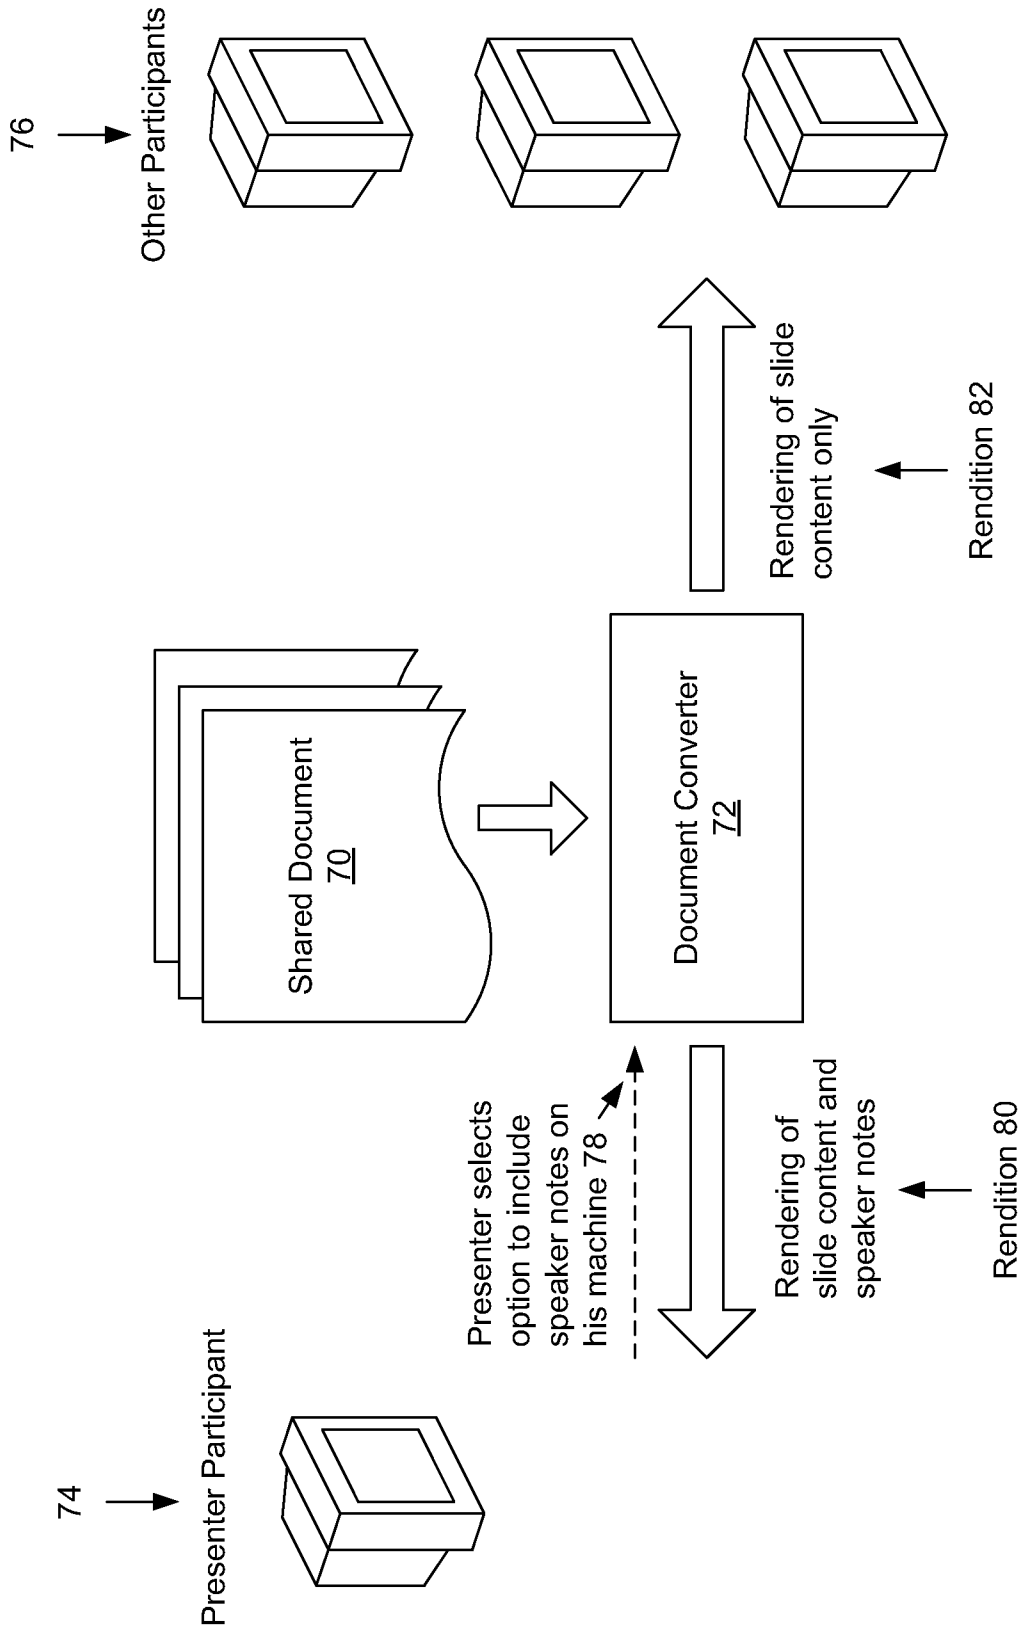 74
Presenter Participant
76
Other Participants
Shared Document
70
Presenter selects
option to include
speaker notes on
his machine 78
Document Converter
72
Rendering of
slide content and
speaker notes
Rendition 80
Rendering of slide
content only
Rendition 82